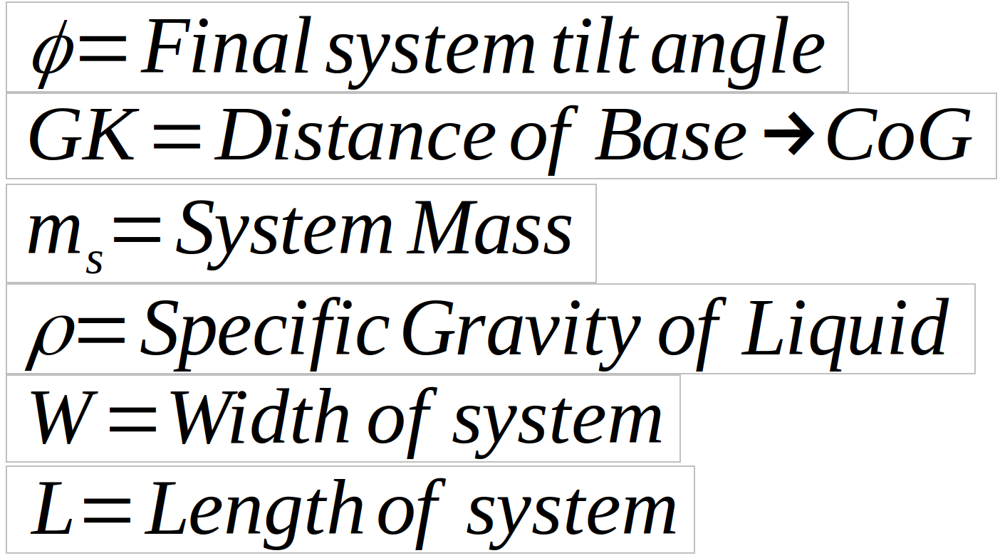 ϕ= Final system tilt angle
GK = Distance of Base → CoG
mₛ= System Mass
ρ= Specific Gravity of Liquid
W = Width of system
L= Length of system